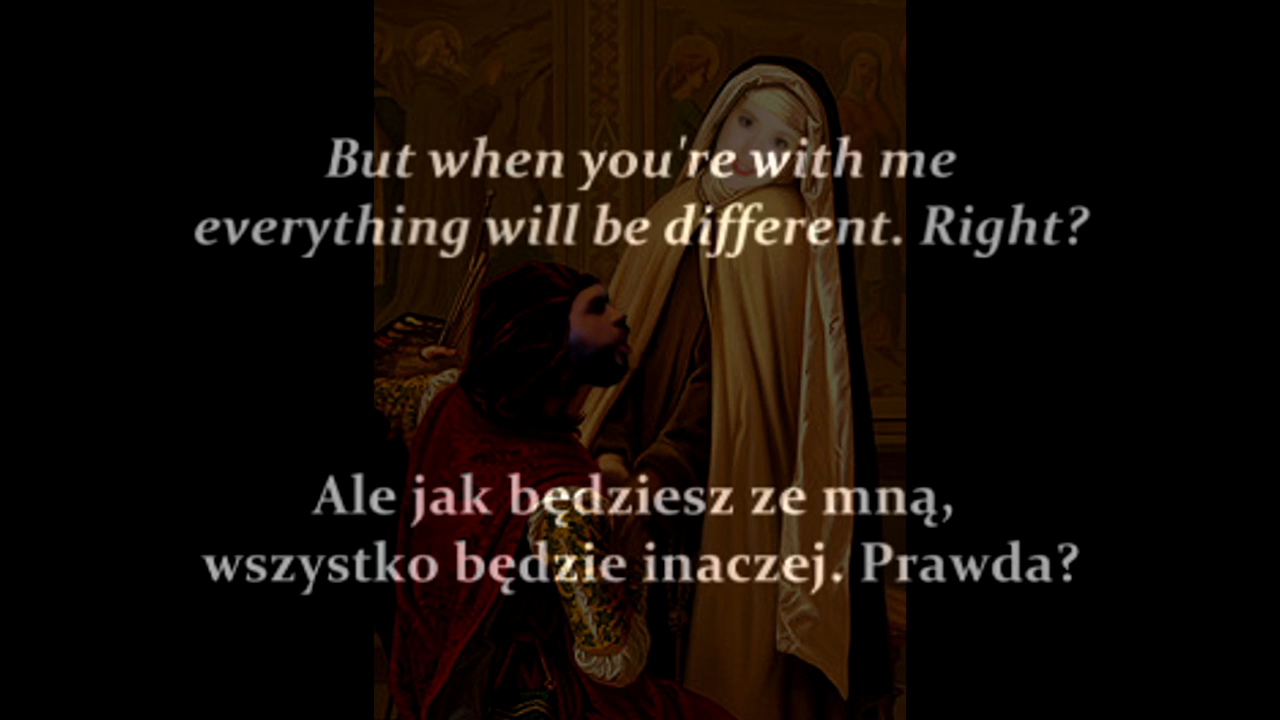 But when you're with me
everything will be different. Right?
Ale jak będziesz ze mną,
wszystko będzie inaczej. Prawda?